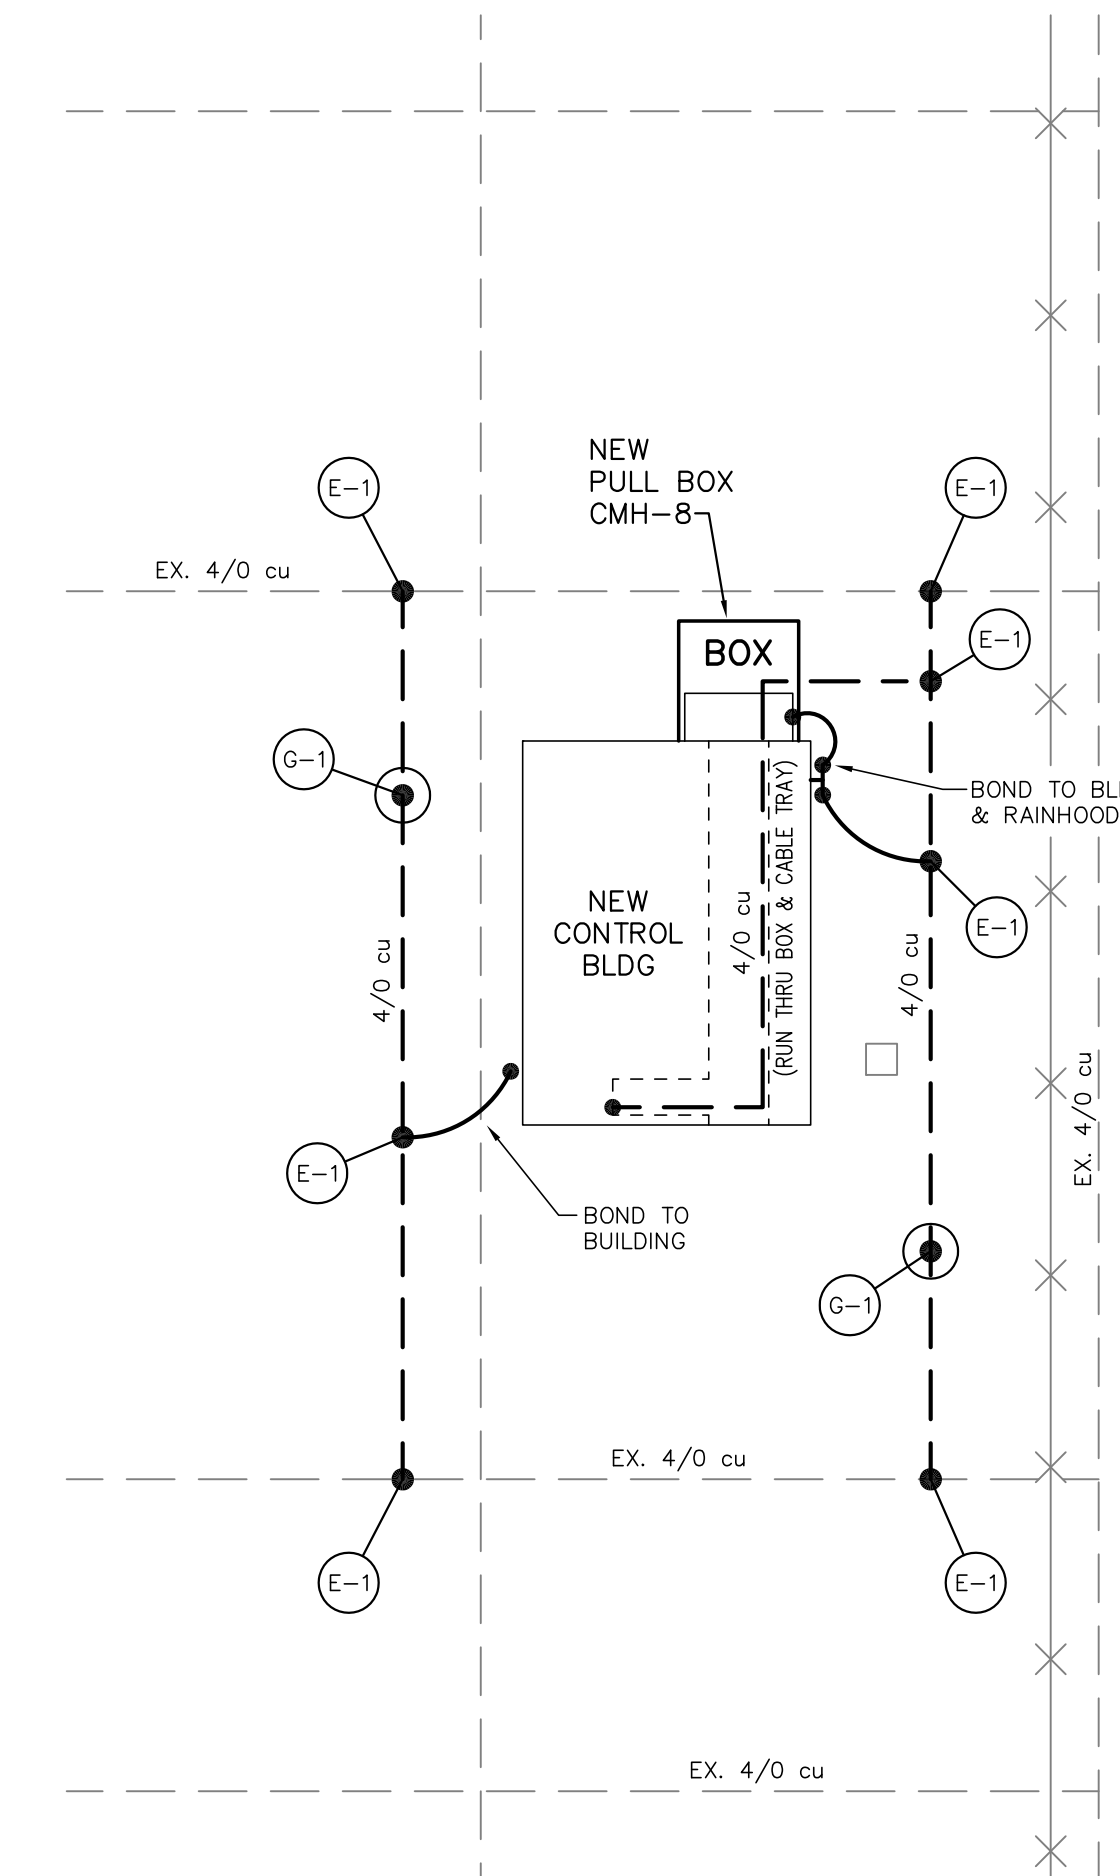 NEW
PULL BOX
CMH-8
E-1
E-1
EX. 4/0 cu
E-1
BOX
G-1
BOND TO
& RAINHOOD
(RUN THRU BOX & CABLE TRAY)
4/0 cu
NEW
CONTROL
BLDG
E-1
4/0 cu
4/0 cu
EX. 4/0 cu
E-1
BOND TO
BUILDING
G-1
EX. 4/0 cu
E-1
E-1
EX. 4/0 cu